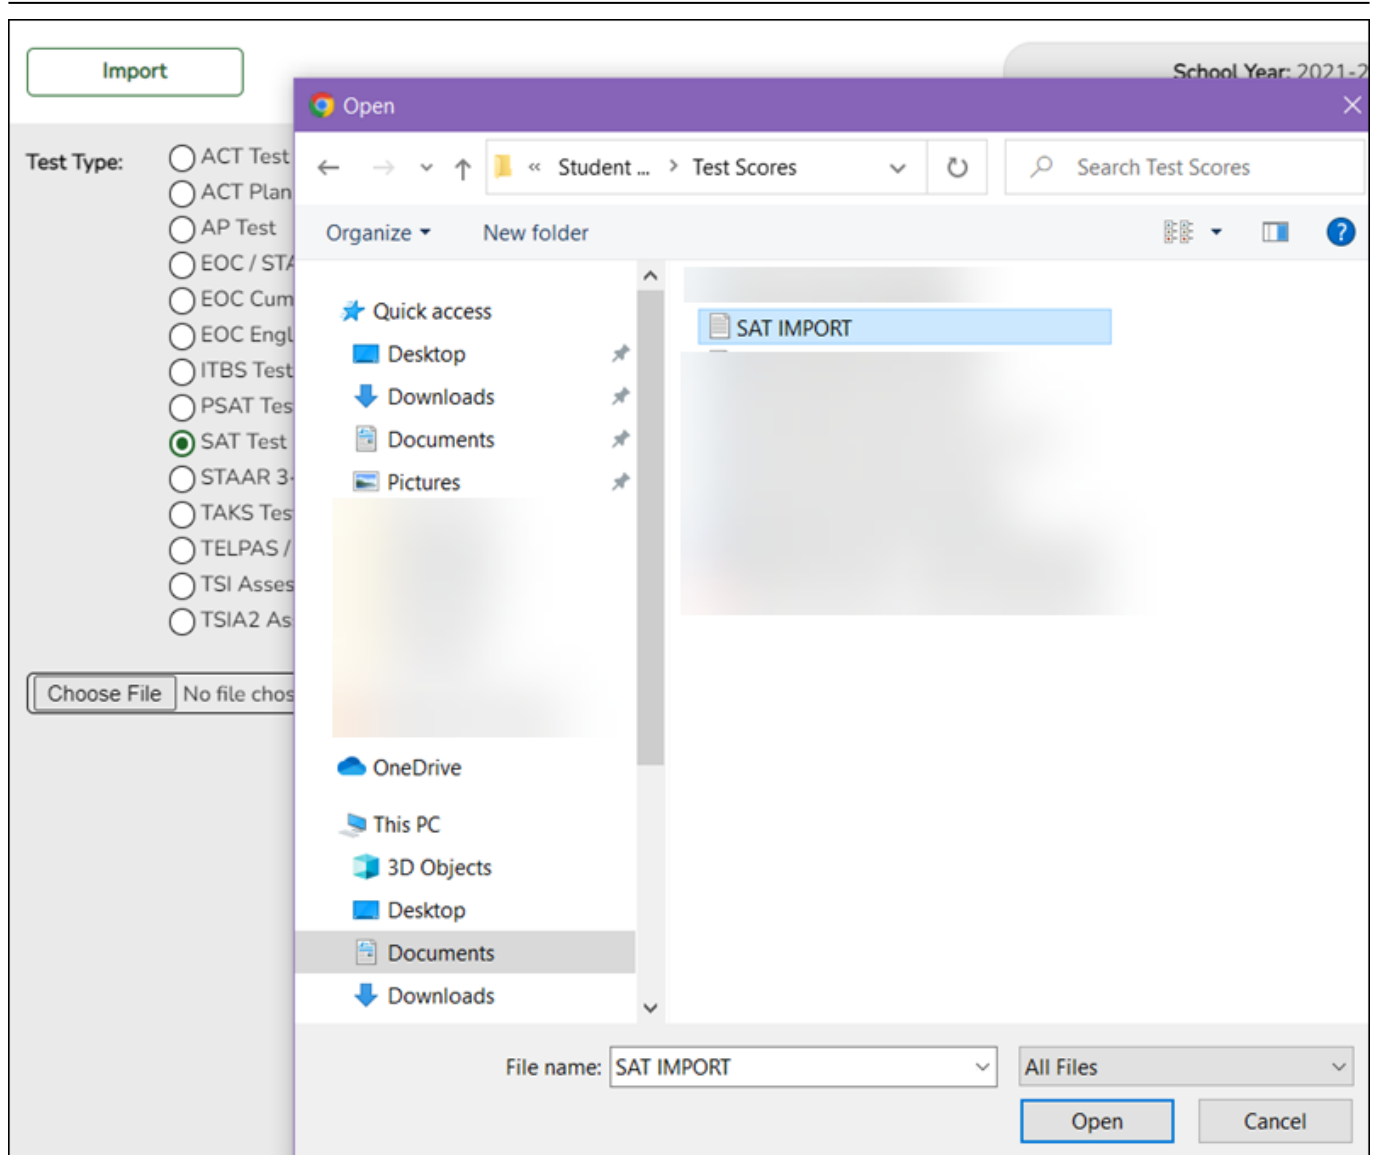 Import
School Year: 2021-2
Open
Test Type:
ACT Test
ACT Plan
AP Test
EOC / STA
EOC Cum
EOC Engl
ITBS Test
PSAT Tes
SAT Test
STAAR 3-
TAKS Tes
TELPAS /
TSI Asses
TSIA2 As
Choose File No file chos
« Student ... > Test Scores
Search Test Scores
Organize
New folder
?
Quick access
Desktop
Downloads
Documents
Pictures
OneDrive
This PC
3D Objects
Desktop
Documents
Downloads
SAT IMPORT
File name: SAT IMPORT
All Files
Open
Cancel